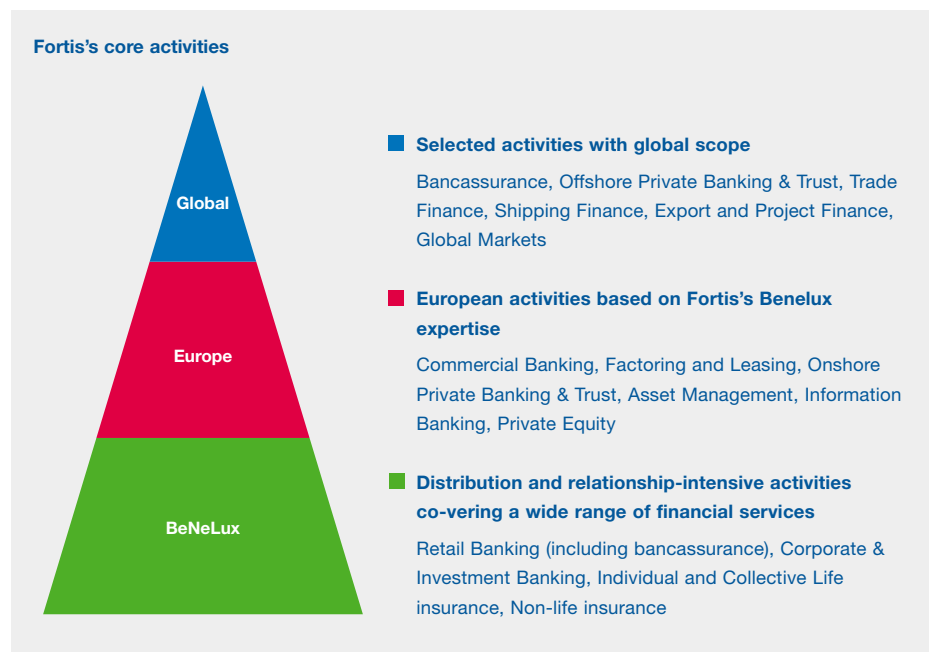 Fortis's core activities
Global
Europe
BeNeLux
Selected activities with global scope
Bancassurance, Offshore Private Banking & Trust, Trade
Finance, Shipping Finance, Export and Project Finance,
Global Markets
European activities based on Fortis's Benelux
expertise
Commercial Banking, Factoring and Leasing, Onshore
Private Banking & Trust, Asset Management, Information
Banking, Private Equity
Distribution and relationship-intensive activities
co-vering a wide range of financial services
Retail Banking (including bancassurance), Corporate &
Investment Banking, Individual and Collective Life
insurance, Non-life insurance